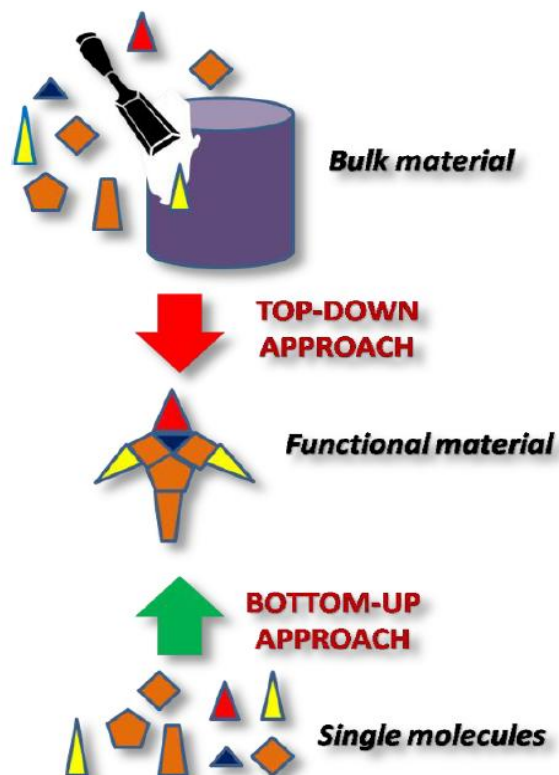 Bulk material
TOP-DOWN
APPROACH
Functional material
BOTTOM-UP
APPROACH
Single molecules